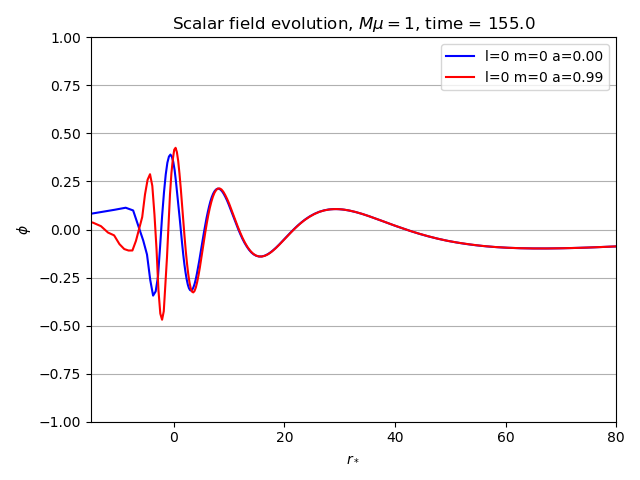 Scalar field evolution, Mμ = 1, time = 155.0
1.00
0.75
0.50
0.25
0.00
−0.25
−0.50
−0.75
−1.00
ϕ
l=0 m=0 a=0.00
l=0 m=0 a=0.99
0 20 40 60 80
r*